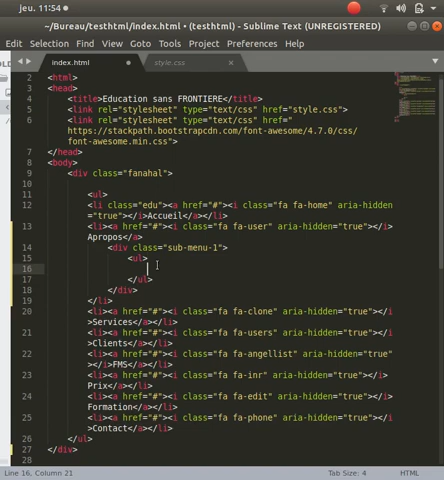 jeu. 11:54
~/Bureau/testhtml/index.html • (testhtml) - Sublime Text (UNREGISTERED)
Edit Selection Find View Goto Tools Project Preferences Help
index.html
style.css
2 <html>
3 <head>
4 <title>Education sans FRONTIERE</title>
5 <link rel="stylesheet" type="text/css" href="style.css">
6 <link rel="stylesheet" type="text/css" href="
https://stackpath.bootstrapcdn.com/font-awesome/4.7.0/css/
font-awesome.min.css">
7 </head>
8 <body>
9 <div class="fanahal">
10
11 <ul>
12 <li class="edu"><a href="#"><i class="fa fa-home" aria-hidden
="true"></i>Accueil</a></li>
13 <li><a href="#"><i class="fa fa-user" aria-hidden="true"></i>
Apropos</a>
14 <div class="sub-menu-1">
15 <ul>
16
17 </ul>
18 </div>
19 </li>
20 <li><a href="#"><i class="fa fa-clone" aria-hidden="true"></i
>Services</a></li>
21 <li><a href="#"><i class="fa fa-users" aria-hidden="true"></i
>Clients</a></li>
22 <li><a href="#"><i class="fa fa-angellist" aria-hidden="true"
></i>FMS</a></li>
23 <li><a href="#"><i class="fa fa-inr" aria-hidden="true"></i>
Prix</a></li>
24 <li><a href="#"><i class="fa fa-edit" aria-hidden="true"></i>
Formation</a></li>
25 <li><a href="#"><i class="fa fa-phone" aria-hidden="true"></i
>Contact</a></li>
26 </ul>
27 </div>
28
Line 16, Column 21
Tab Size: 4
HTML